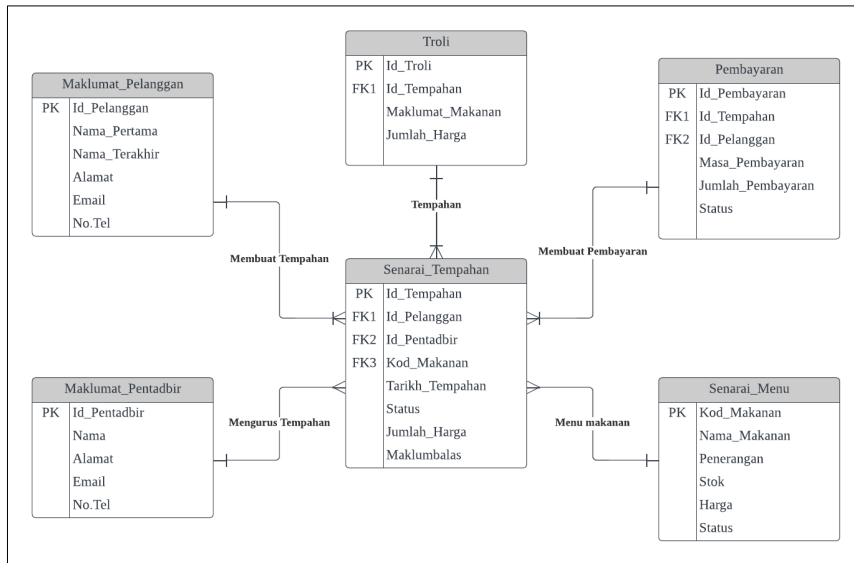 Troli
PK Id_Troli
FK1 Id_Tempahan
Maklumat_Makanan
Jumlah_Harga
Maklumat_Pelanggan
PK Id_Pelanggan
Nama_Pertama
Nama_Terakhir
Alamat
Email
No.Tel
Pembayaran
PK Id_Pembayaran
FK1 Id_Tempahan
FK2 Id_Pelanggan
Masa_Pembayaran
Jumlah_Pembayaran
Status
Tempahan
Membuat Tempahan
Membuat Pembayaran
Senarai_Tempahan
PK Id_Tempahan
FK1 Id_Pelanggan
FK2 Id_Pentadbir
FK3 Kod_Makanan
Tarikh_Tempahan
Status
Jumlah_Harga
Maklumbalas
Maklumat_Pentadbir
PK Id_Pentadbir
Nama
Alamat
Email
No.Tel
Mengurus Tempahan
Menu makanan
Senarai_Menu
PK Kod_Makanan
Nama_Makanan
Penerangan
Stok
Harga
Status